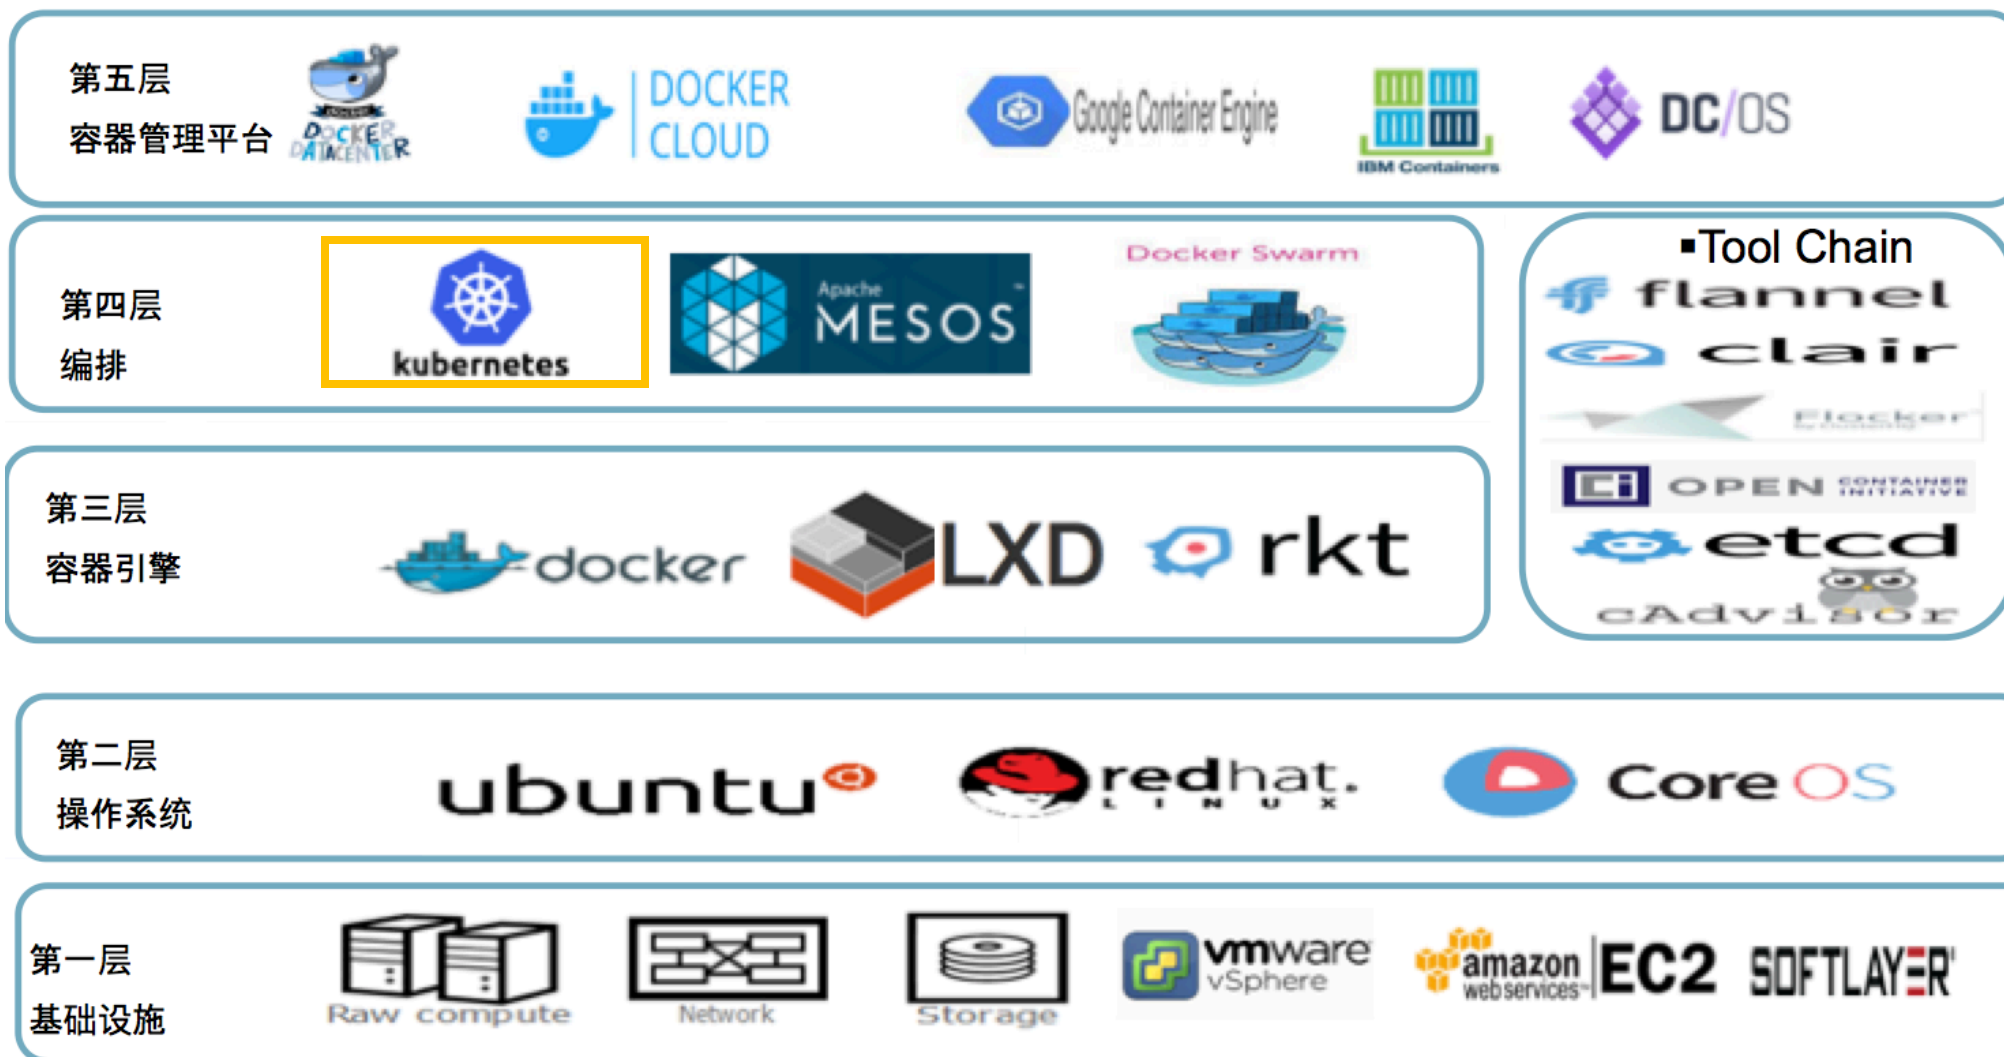 第五层
容器管理平台
DOCKER
DATACENTER
DOCKER
CLOUD
Google Container Engine
IBM Containers
DC/OS
第四层
编排
kubernetes
Apache
MESOS
Docker Swarm
▪Tool Chain
flannel
clair
Flocker
OPEN CONTAINER INITIATIVE
etcd
cAdvisor
第三层
容器引擎
docker
LXD
rkt
第二层
操作系统
ubuntu
redhat.
LINUX
Core OS
第一层
基础设施
Raw compute
Network
Storage
vmware
vSphere
amazon
webservices
EC2
SOFTLAYER